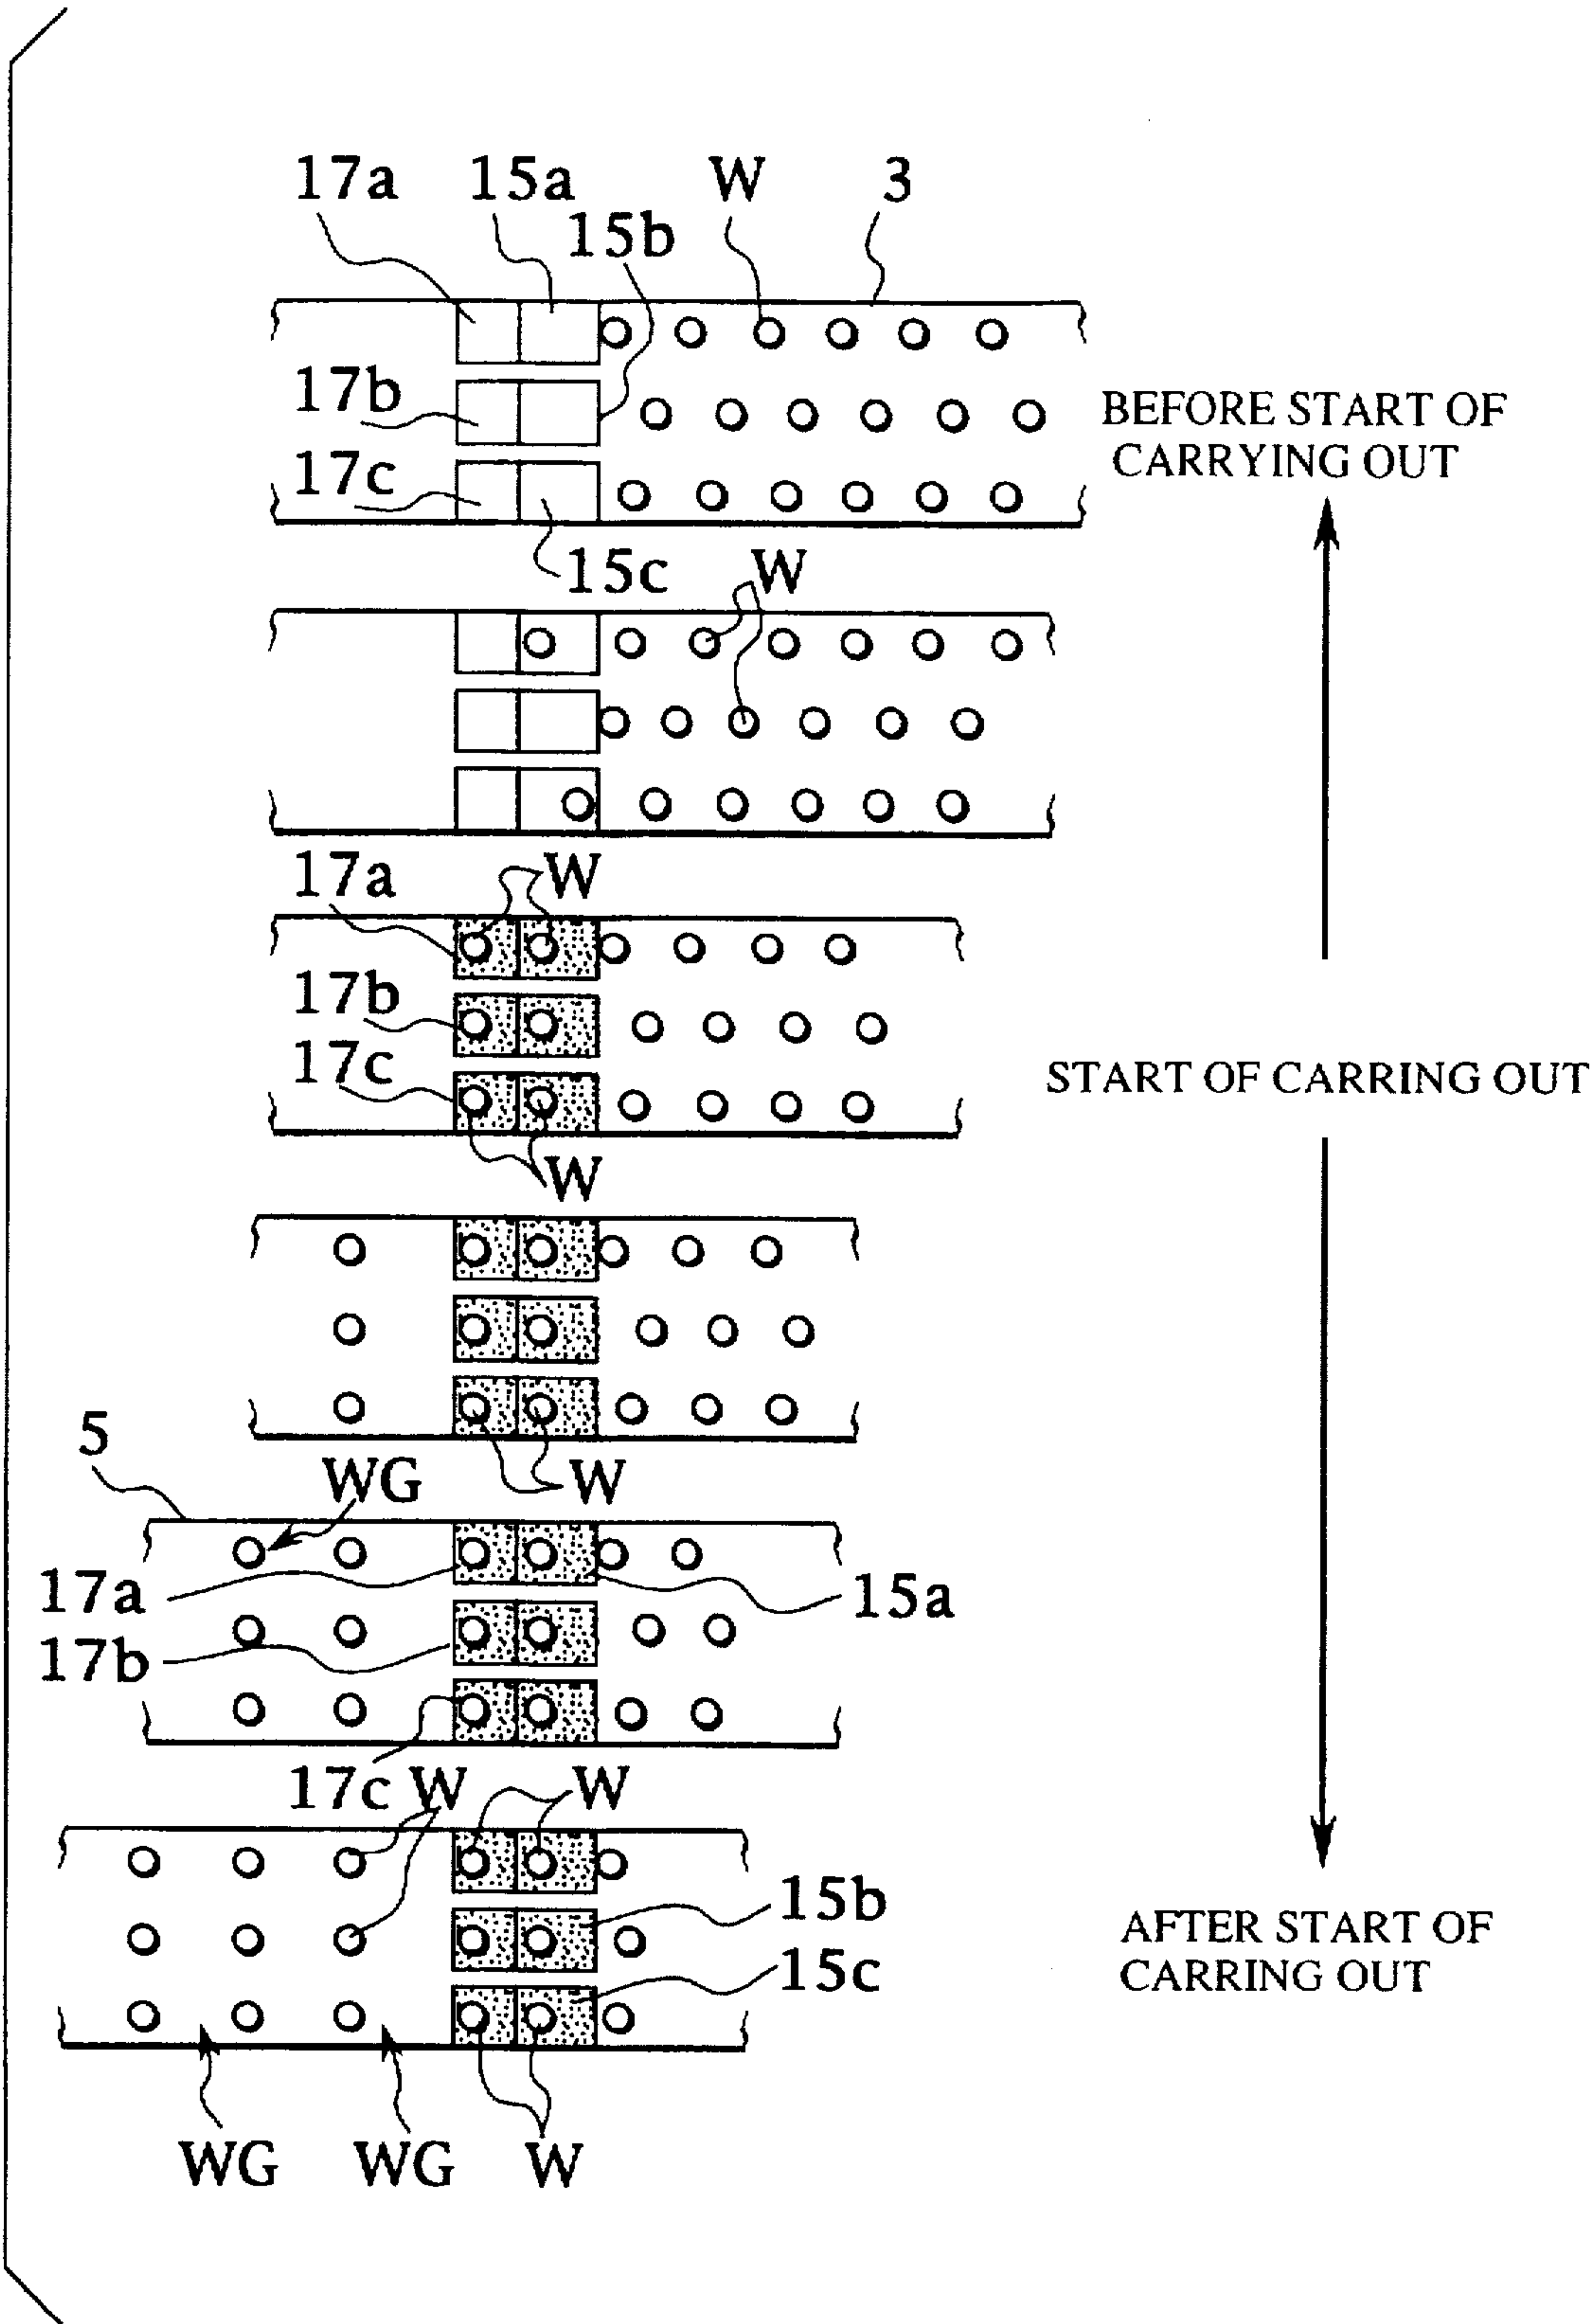 17a 15a W 3
15b
17b
BEFORE START OF
CARRYING OUT
17c
15c W
17a W
17b
17c
START OF CARRING OUT
W
5
WG W
17a 15a
17b
17c W W
15b
15c
AFTER START OF
CARRING OUT
WG WG W